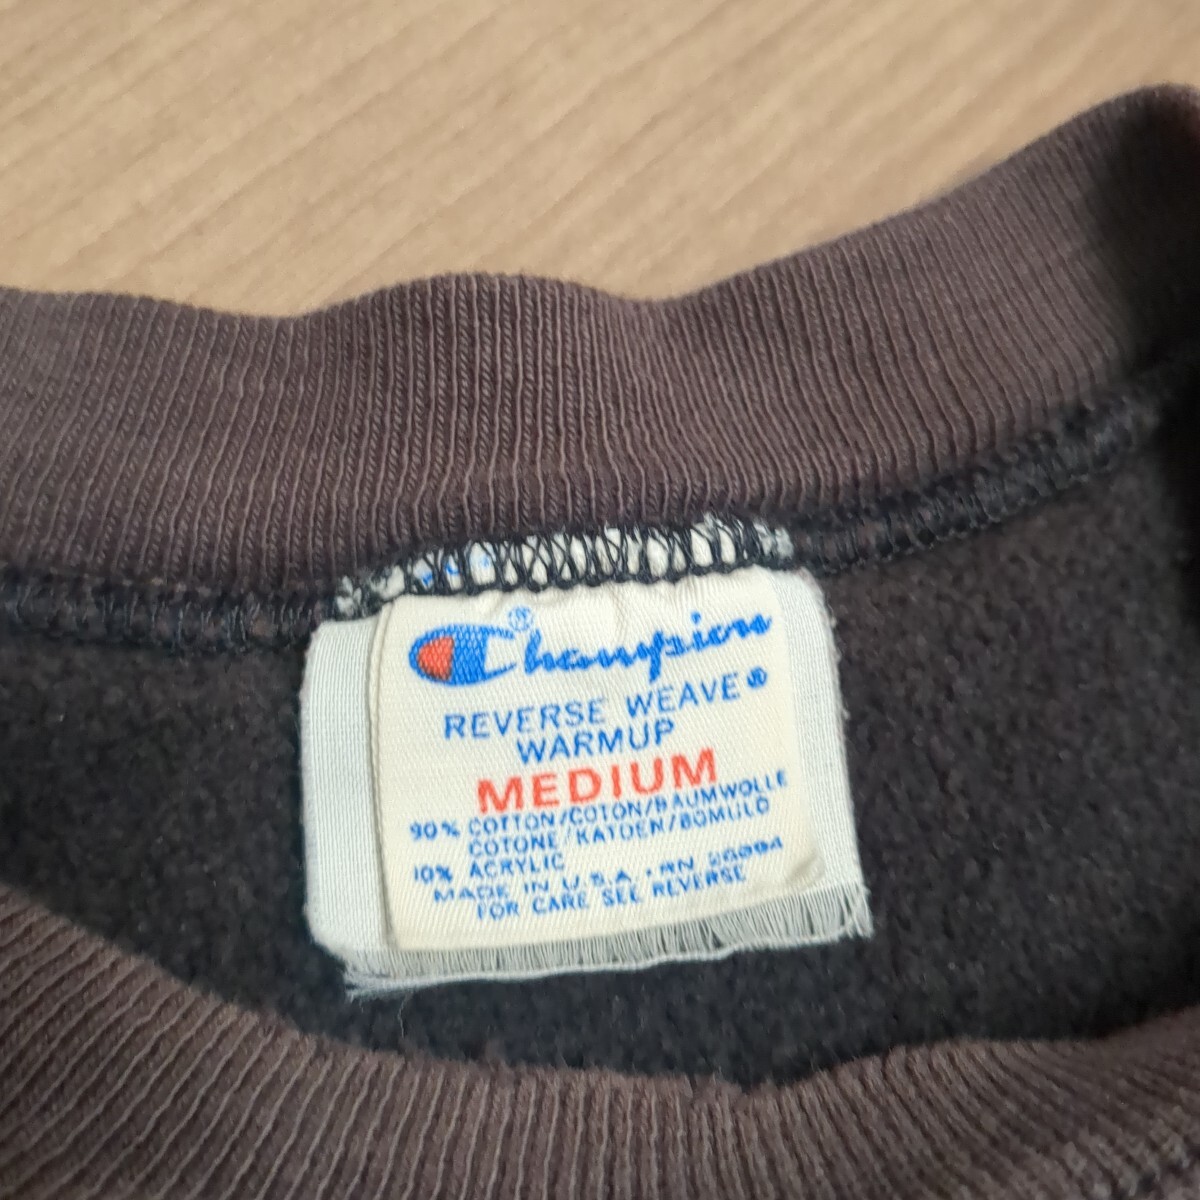 Champion®
REVERSE WEAVE®
WARMUP
MEDIUM
90% COTTON/COTON/BAUMWOLLE
COTONE/KATOEN/BOMULD
10% ACRYLIC
MADE IN U.S.A. • RN 26094
FOR CARE SEE REVERSE